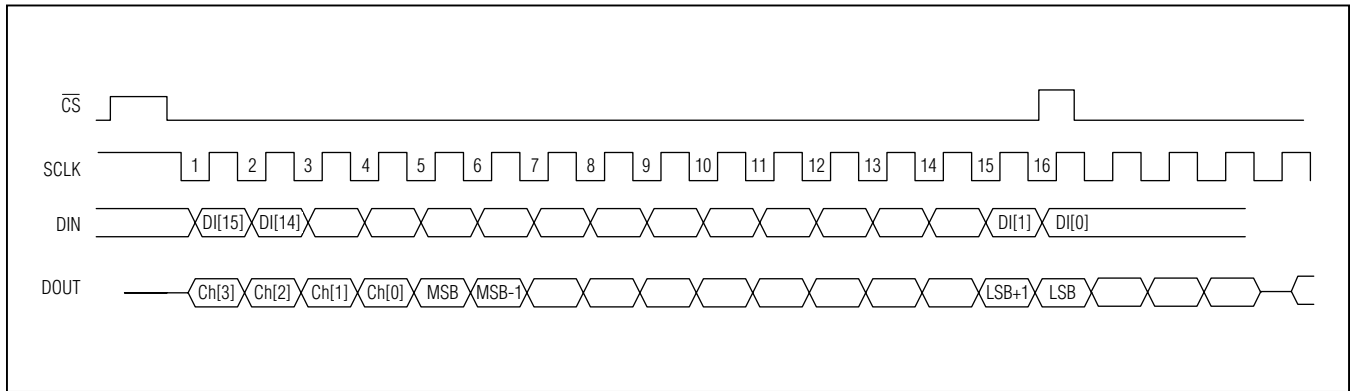 CS
SCLK 1 2 3 4 5 6 7 8 9 10 11 12 13 14 15 16
DIN DI[15] DI[14] DI[1] DI[0]
DOUT Ch[3] Ch[2] Ch[1] Ch[0] MSB MSB-1 LSB+1 LSB